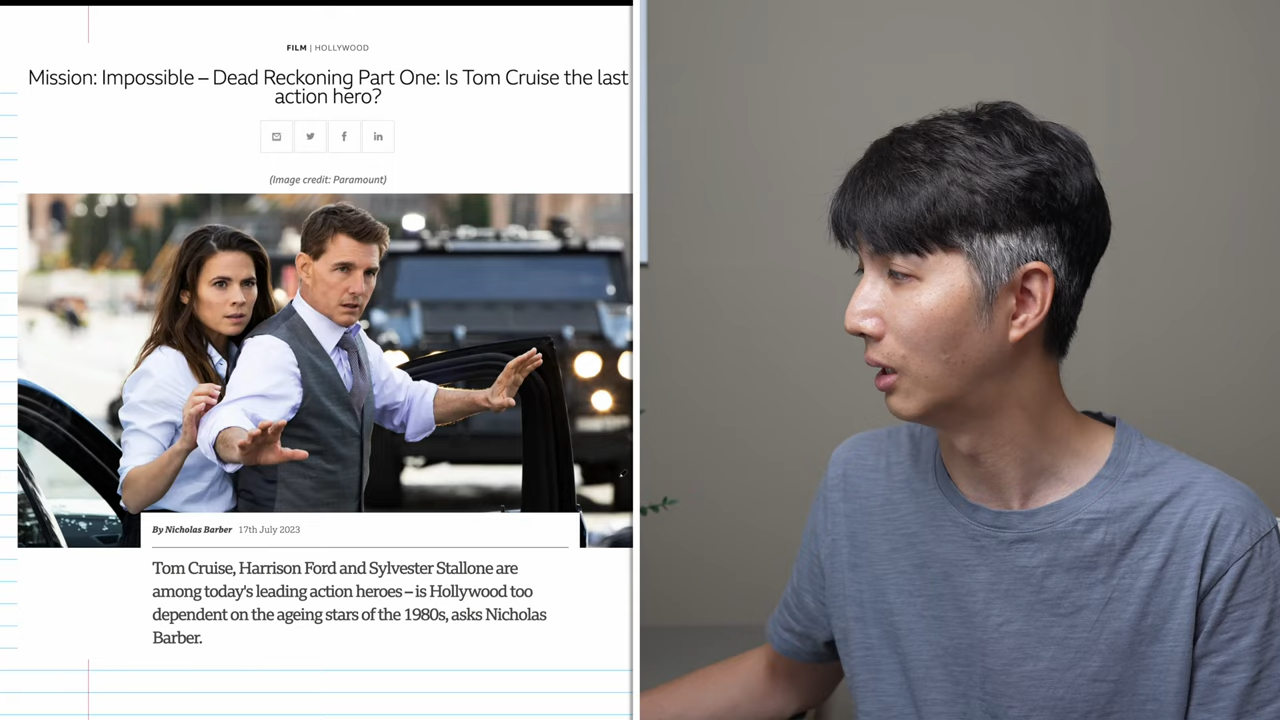 FILM | HOLLYWOOD
Mission: Impossible – Dead Reckoning Part One: Is Tom Cruise the last
action hero?
(Image credit: Paramount)
By Nicholas Barber 17th July 2023
Tom Cruise, Harrison Ford and Sylvester Stallone are
among today's leading action heroes – is Hollywood too
dependent on the ageing stars of the 1980s, asks Nicholas
Barber.